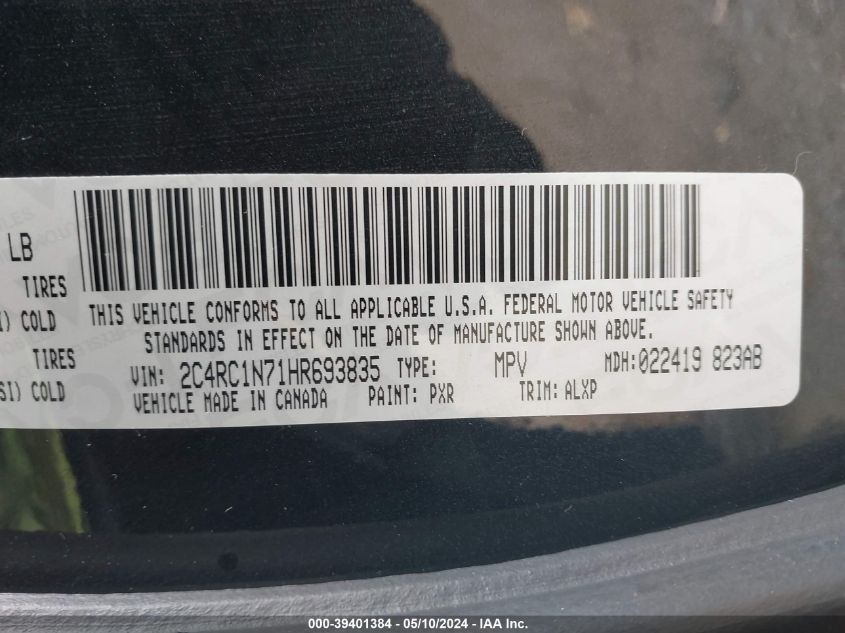 LB
TIRES
I) COLD
TIRES
SI) COLD
THIS VEHICLE CONFORMS TO ALL APPLICABLE U.S.A. FEDERAL MOTOR VEHICLE SAFETY
STANDARDS IN EFFECT ON THE DATE OF MANUFACTURE SHOWN ABOVE.
VIN: 2C4RC1N71HR693835 TYPE: MPV MDH:022419 823AB
VEHICLE MADE IN CANADA PAINT: PXR TRIM: ALXP
000-39401384 - 05/10/2024 - IAA Inc.